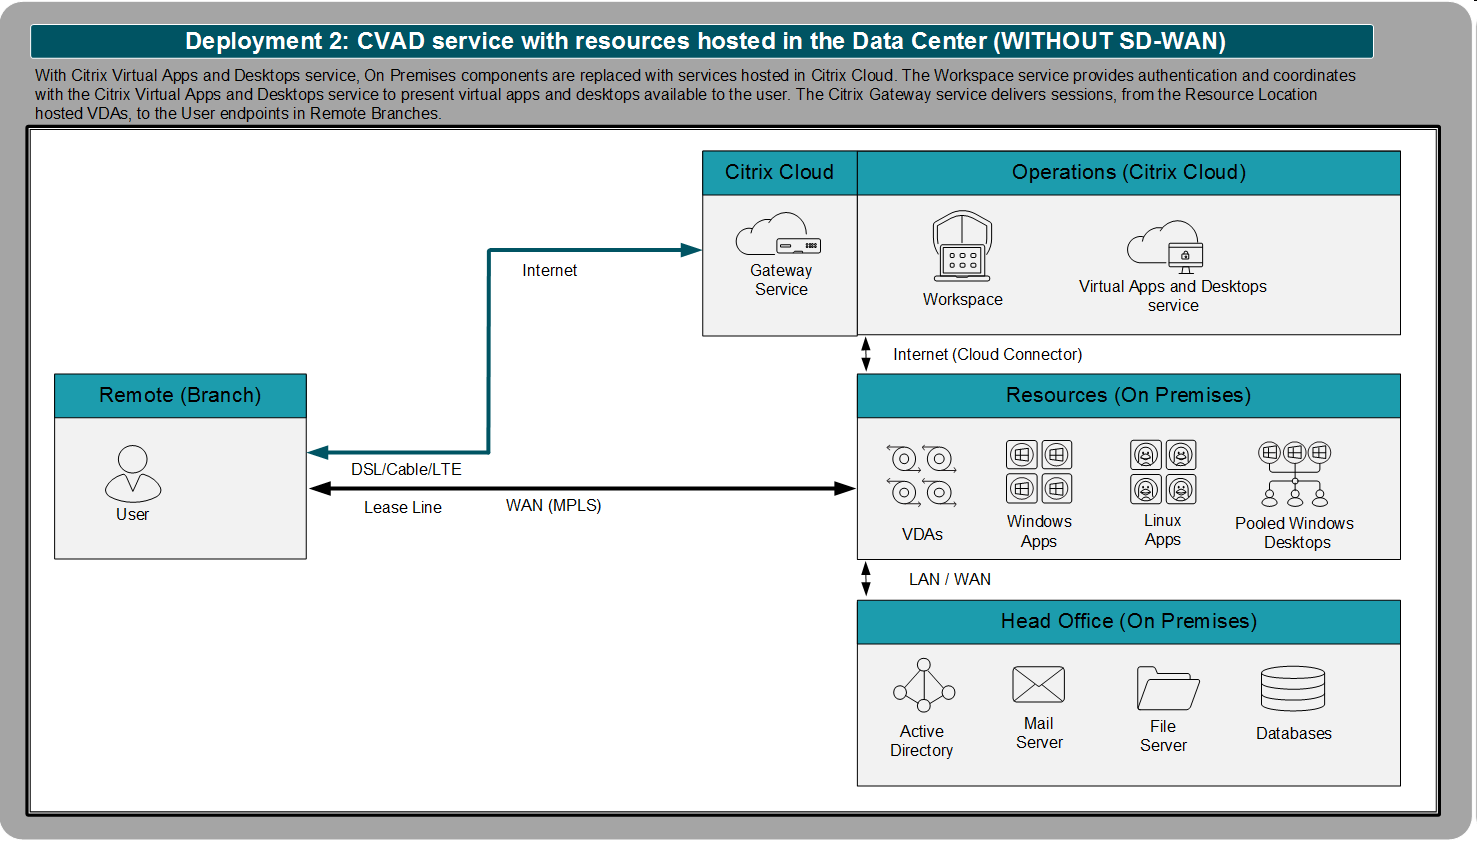 Deployment 2: CVAD service with resources hosted in the Data Center (WITHOUT SD-WAN)
With Citrix Virtual Apps and Desktops service, On Premises components are replaced with services hosted in Citrix Cloud. The Workspace service provides authentication and coordinates
with the Citrix Virtual Apps and Desktops service to present virtual apps and desktops available to the user. The Citrix Gateway service delivers sessions, from the Resource Location
hosted VDAs, to the User endpoints in Remote Branches.
Citrix Cloud
Operations (Citrix Cloud)
Gateway
Service
Workspace
Virtual Apps and Desktops
service
Internet
Internet (Cloud Connector)
Remote (Branch)
User
DSL/Cable/LTE
Lease Line
WAN (MPLS)
Resources (On Premises)
VDAs
Windows
Apps
Linux
Apps
Pooled Windows
Desktops
LAN / WAN
Head Office (On Premises)
Active
Directory
Mail
Server
File
Server
Databases